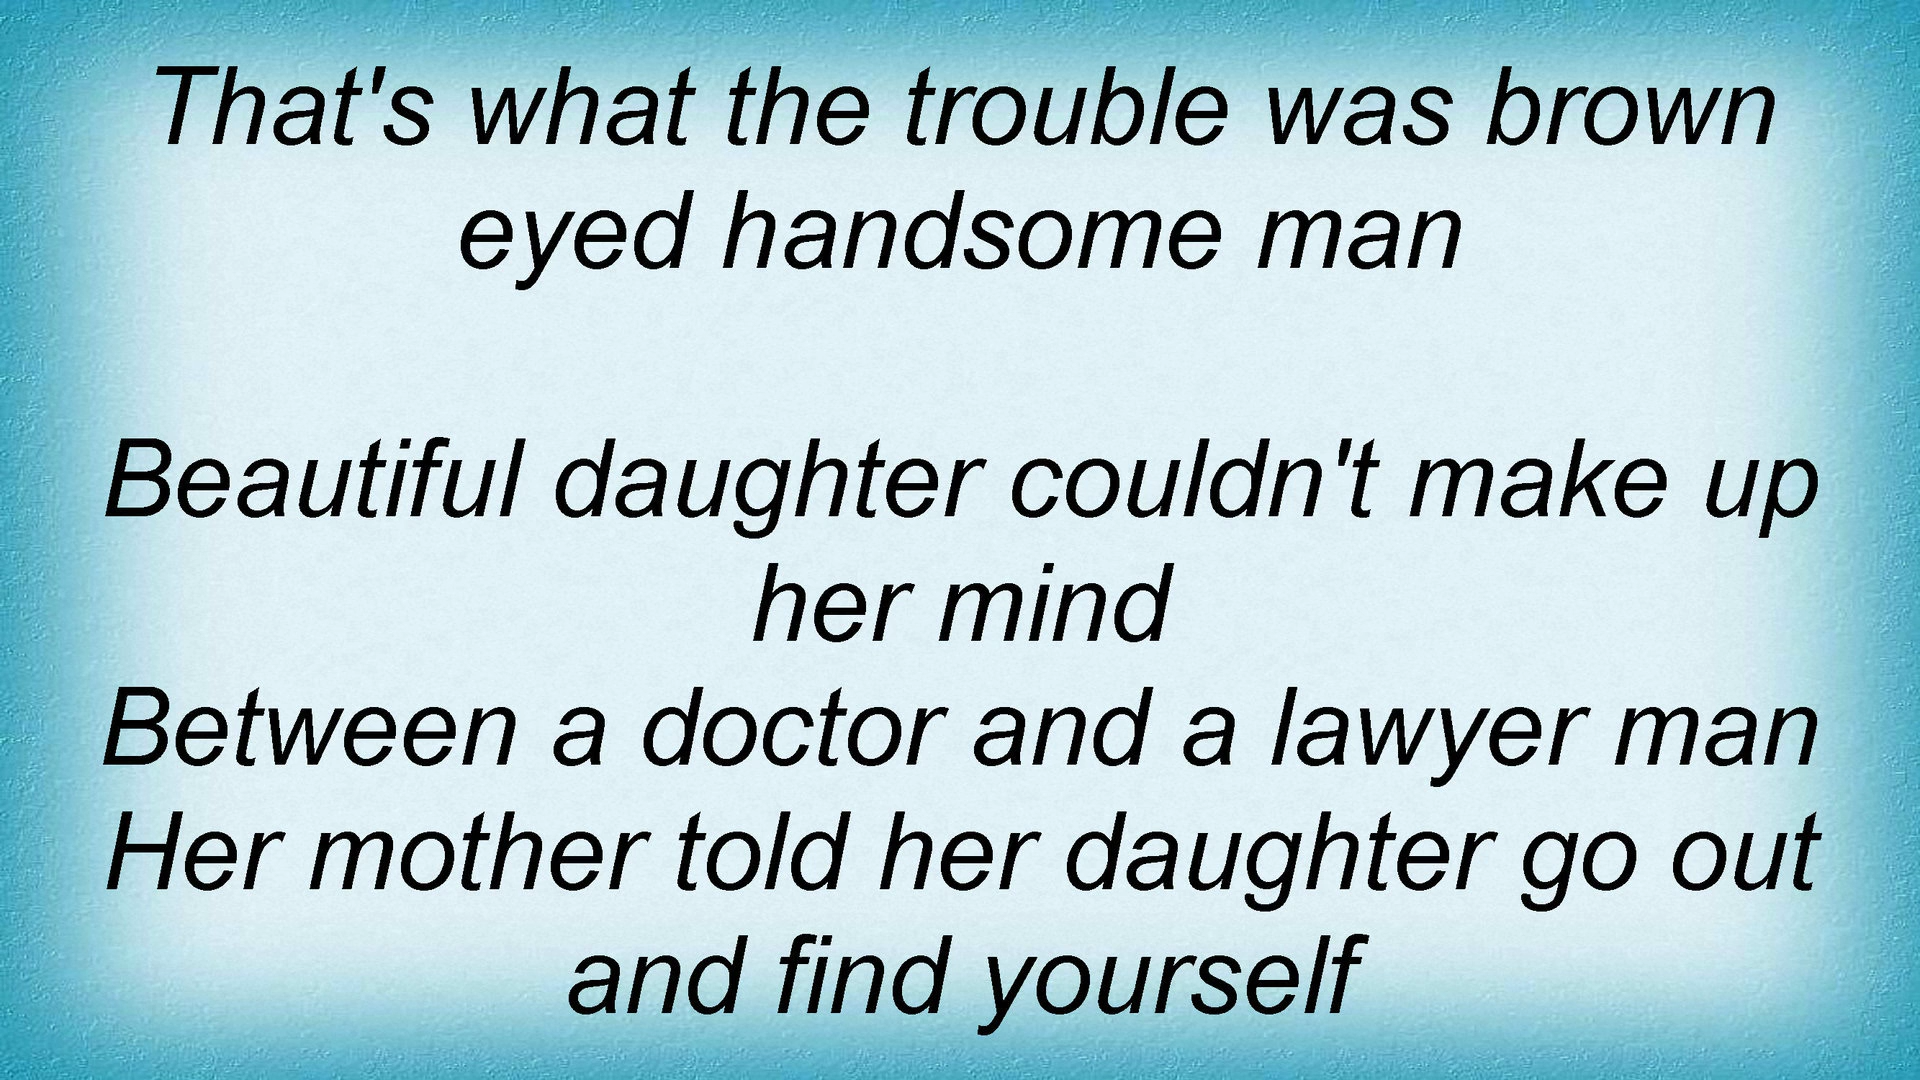 That's what the trouble was brown
eyed handsome man
Beautiful daughter couldn't make up
her mind
Between a doctor and a lawyer man
Her mother told her daughter go out
and find yourself